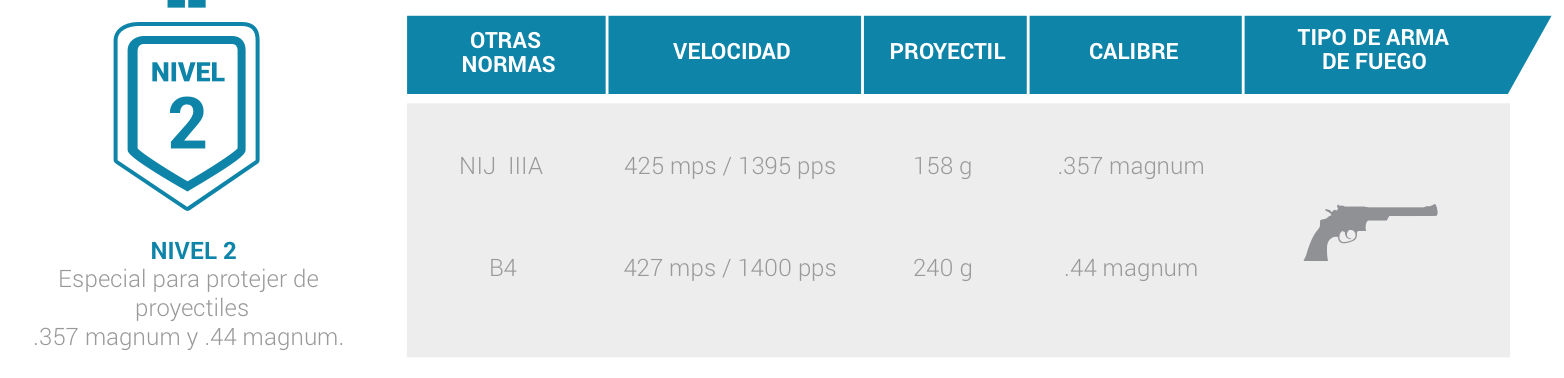 NIVEL
2
NIVEL 2
Especial para protejer de
proyectiles
.357 magnum y .44 magnum.
OTRAS
NORMAS
VELOCIDAD
PROYECTIL
CALIBRE
TIPO DE ARMA
DE FUEGO
NIJ IIIA
425 mps / 1395 pps
158 g
.357 magnum
B4
427 mps / 1400 pps
240 g
.44 magnum